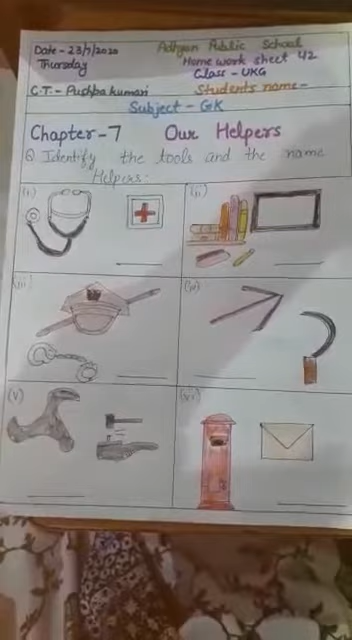 Date - 23/7/2020 Adhyan Public School
Thursday Home work sheet 42
Class - UKG
C.T. - Pushpa kumari Students name -
Subject - GK
Chapter-7 Our Helpers
Q Identify the tools and the name
Helpers:
(i) (ii)
(iii) (iv)
(v) (vi)